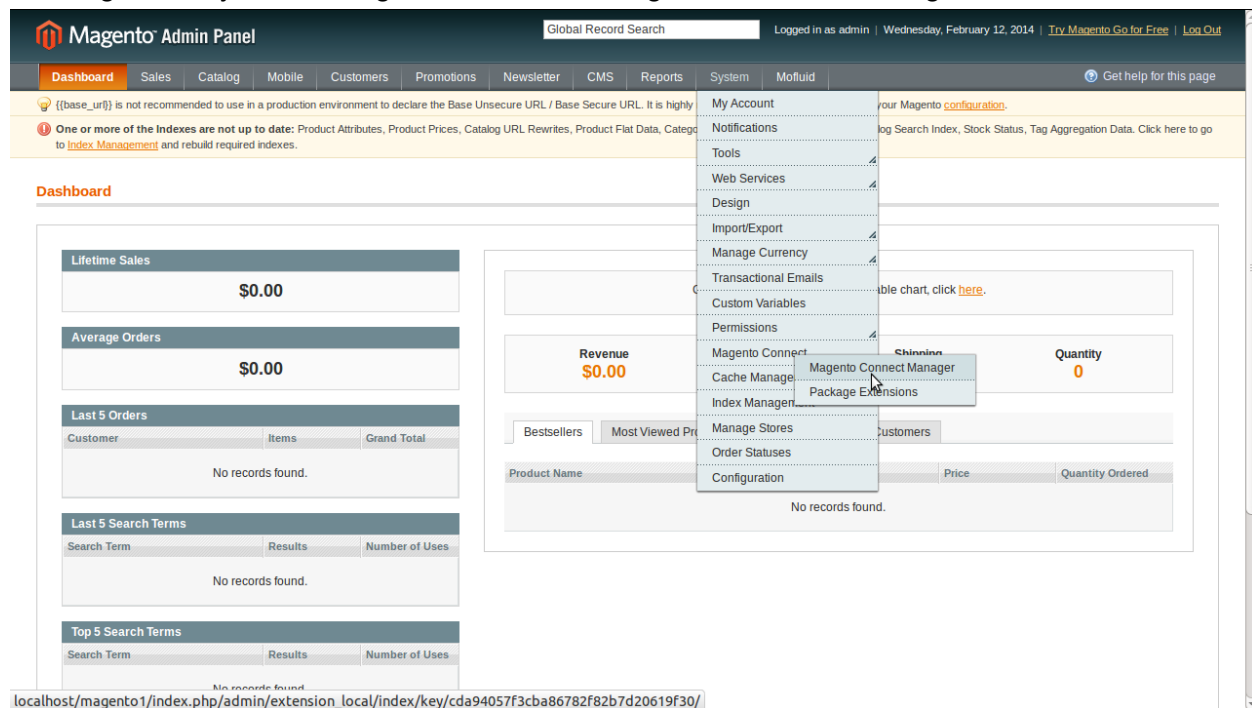 Magento Admin Panel
Global Record Search
Logged in as admin | Wednesday, February 12, 2014 | Try Magento Go for Free | Log Out
Dashboard Sales Catalog Mobile Customers Promotions Newsletter CMS Reports System Mofluid
Get help for this page
{{base_url}} is not recommended to use in a production environment to declare the Base Unsecure URL / Base Secure URL. It is highly
your Magento configuration.
One or more of the Indexes are not up to date: Product Attributes, Product Prices, Catalog URL Rewrites, Product Flat Data,
Search Index, Stock Status, Tag Aggregation Data. Click here to go
to Index Management and rebuild required indexes.
My Account
Notifications
Tools
Web Services
Design
Import/Export
Manage Currency
Transactional Emails
Custom Variables
Permissions
Magento Connect
Cache
Index
Manage Stores
Order Statuses
Configuration
Magento Connect Manager
Package Extensions
Dashboard
Lifetime Sales
$0.00
Average Orders
$0.00
Last 5 Orders
Customer Items Grand Total
No records found.
Last 5 Search Terms
Search Term Results Number of Uses
No records found.
Top 5 Search Terms
Search Term Results Number of Uses
No records found.
chart, click here.
Revenue
$0.00
Shipping
Quantity
0
Bestsellers Most Viewed
Customers
Product Name Price Quantity Ordered
No records found.
localhost/magento1/index.php/admin/extension_local/index/key/cda94057f3cba86782f82b7d20619f30/